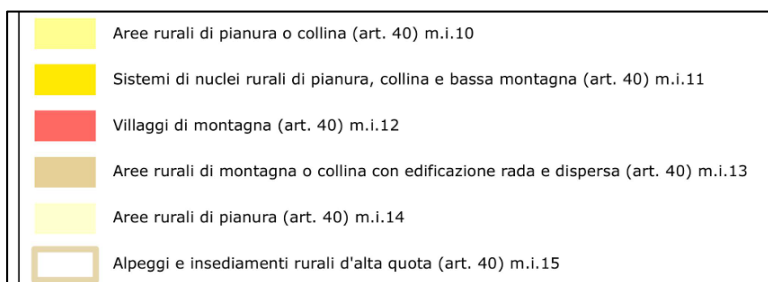 Aree rurali di pianura o collina (art. 40) m.i.10
Sistemi di nuclei rurali di pianura, collina e bassa montagna (art. 40) m.i.11
Villaggi di montagna (art. 40) m.i.12
Aree rurali di montagna o collina con edificazione rada e dispersa (art. 40) m.i.13
Aree rurali di pianura (art. 40) m.i.14
Alpeggi e insediamenti rurali d'alta quota (art. 40) m.i.15